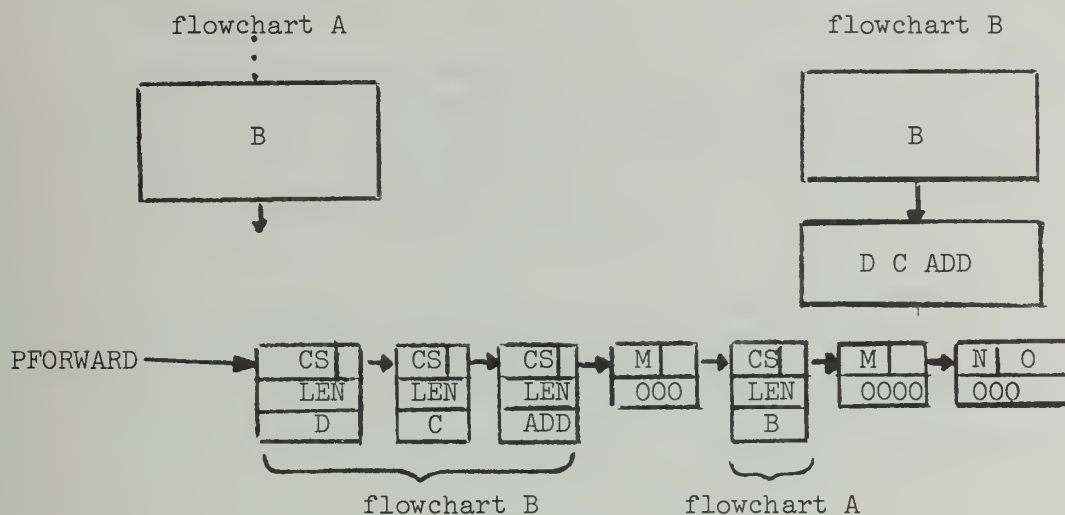 flowchart A
flowchart B
B
B
D C ADD
PFORWARD
CS CS CS M CS M N O
LEN LEN LEN 000 LEN 0000 000
D C ADD B
flowchart B
flowchart A